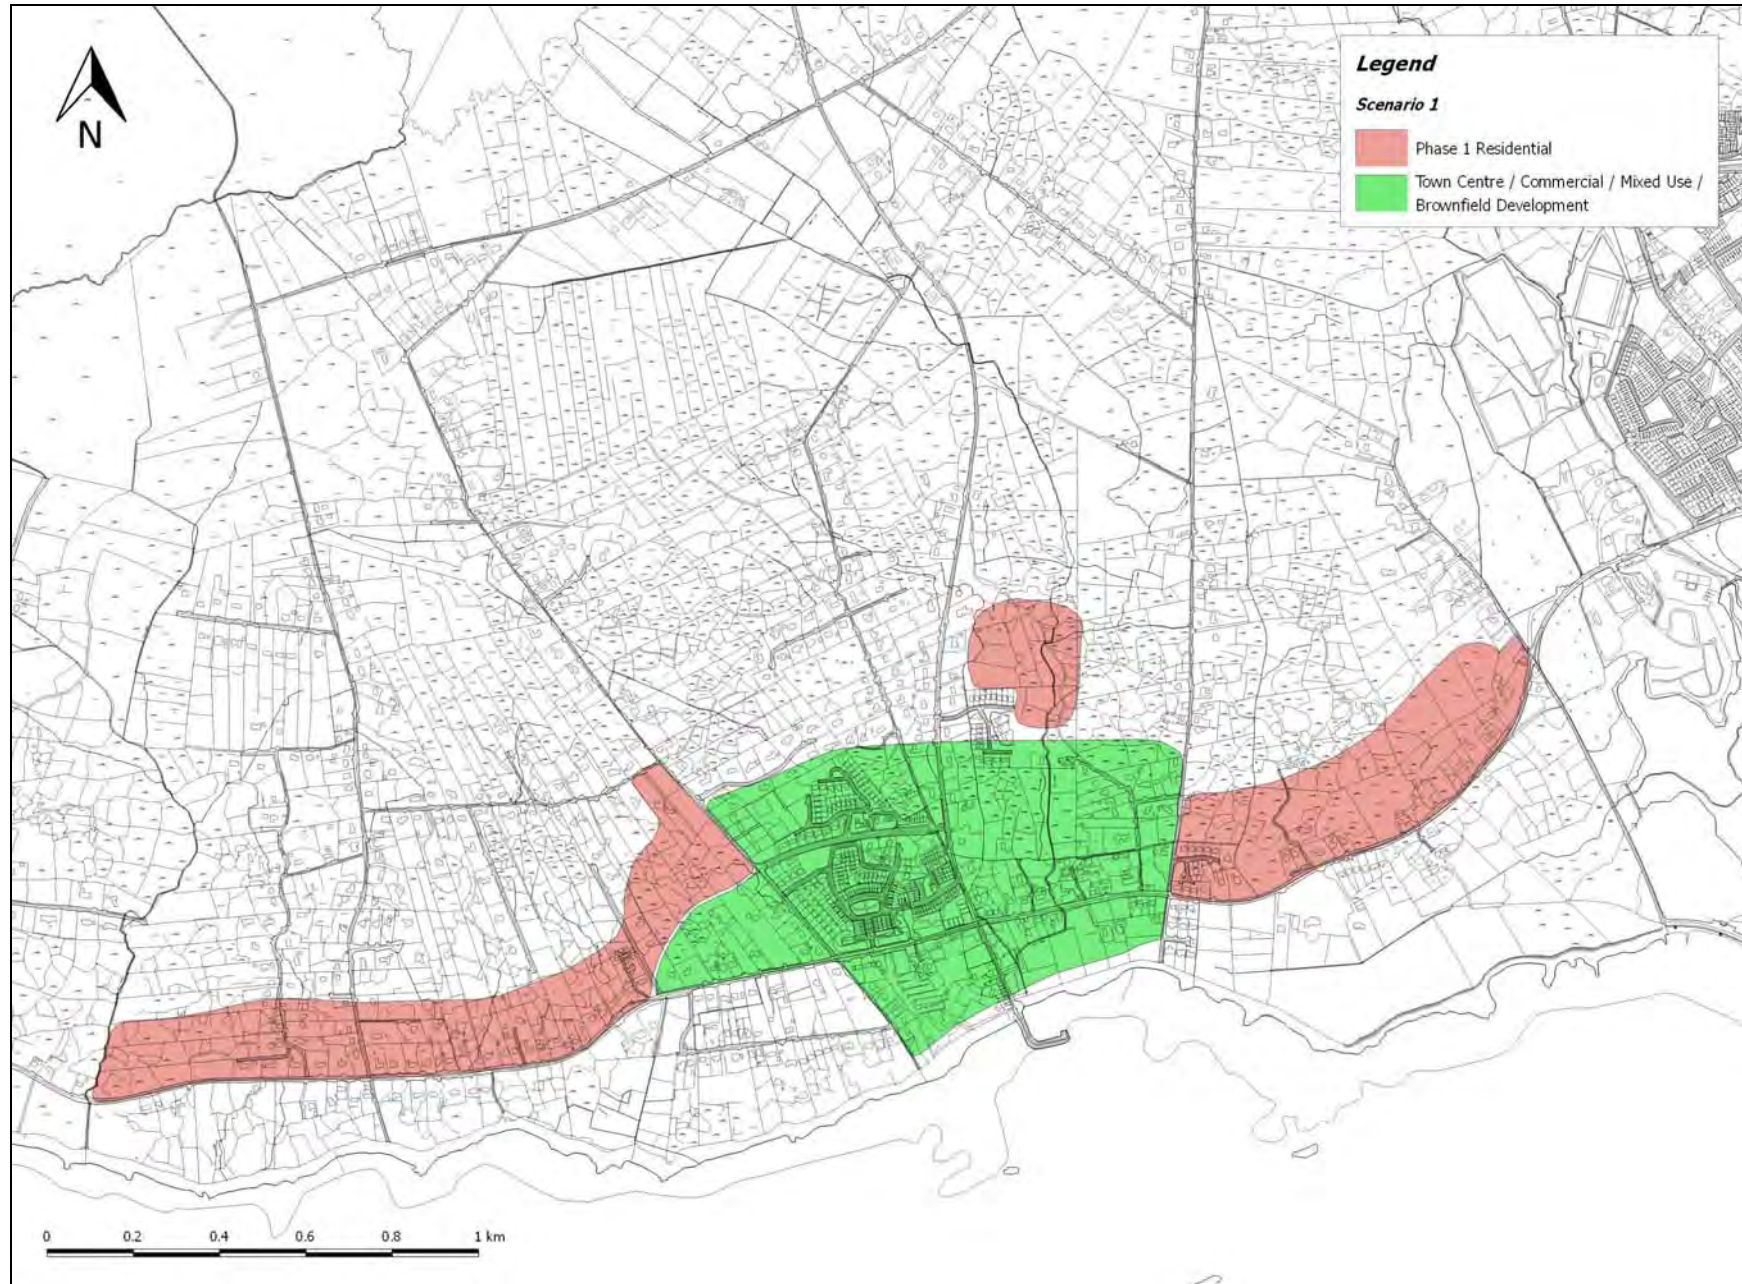 N
Legend
Scenario 1
Phase 1 Residential
Town Centre / Commercial / Mixed Use /
Brownfield Development
0 0.2 0.4 0.6 0.8 1 km